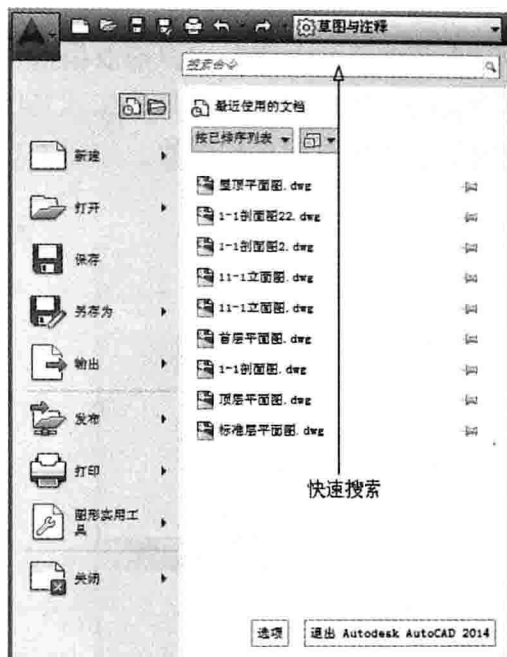 草图与注释
搜索命令
最近使用的文档
按已排序列表
新建
打开
保存
另存为
输出
发布
打印
图形实用工
具
关闭
屋顶平面图.dwg
1-1剖面图22.dwg
1-1剖面图2.dwg
11-1立面图.dwg
11-1立面图.dwg
首层平面图.dwg
1-1剖面图.dwg
顶层平面图.dwg
标准层平面图.dwg
快速搜索
选项
退出 Autodesk AutoCAD 2014